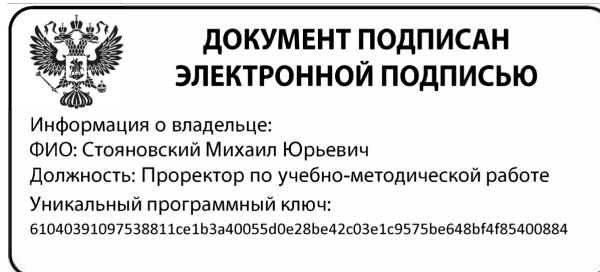 ДОКУМЕНТ ПОДПИСАН
ЭЛЕКТРОННОЙ ПОДПИСЬЮ
Информация о владельце:
ФИО: Стояновский Михаил Юрьевич
Должность: Проректор по учебно-методической работе
Уникальный программный ключ:
61040391097538811ce1b3a40055d0e28be42c03e1c9575be648bf4f85400884